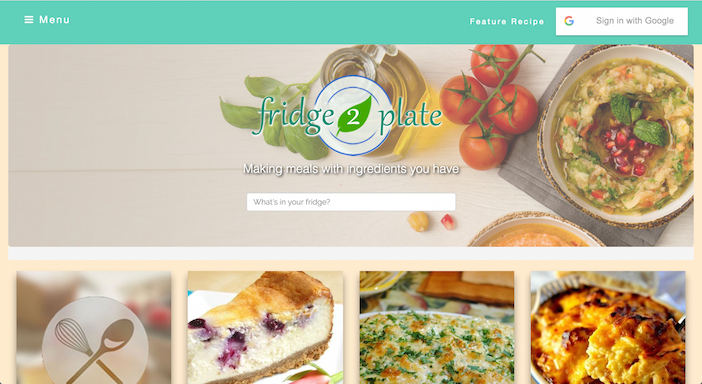 Menu
Feature Recipe
Sign in with Google
fridge 2 plate
Making meals with ingredients you have
What's in your fridge?